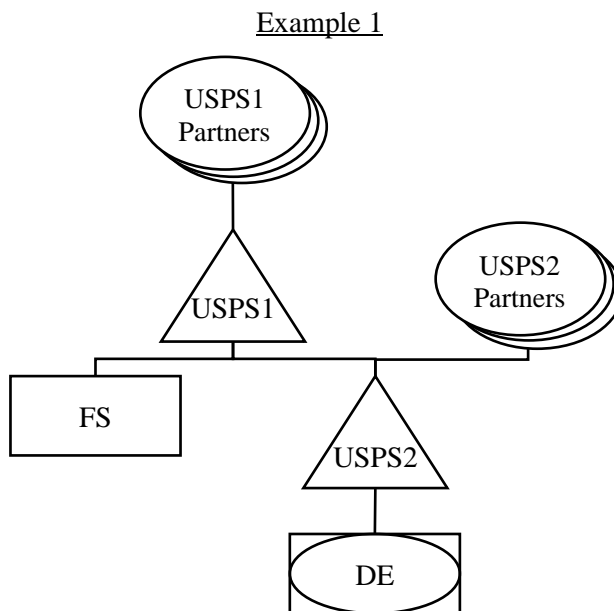 Example 1
USPS1
Partners
USPS1
USPS2
Partners
FS
USPS2
DE